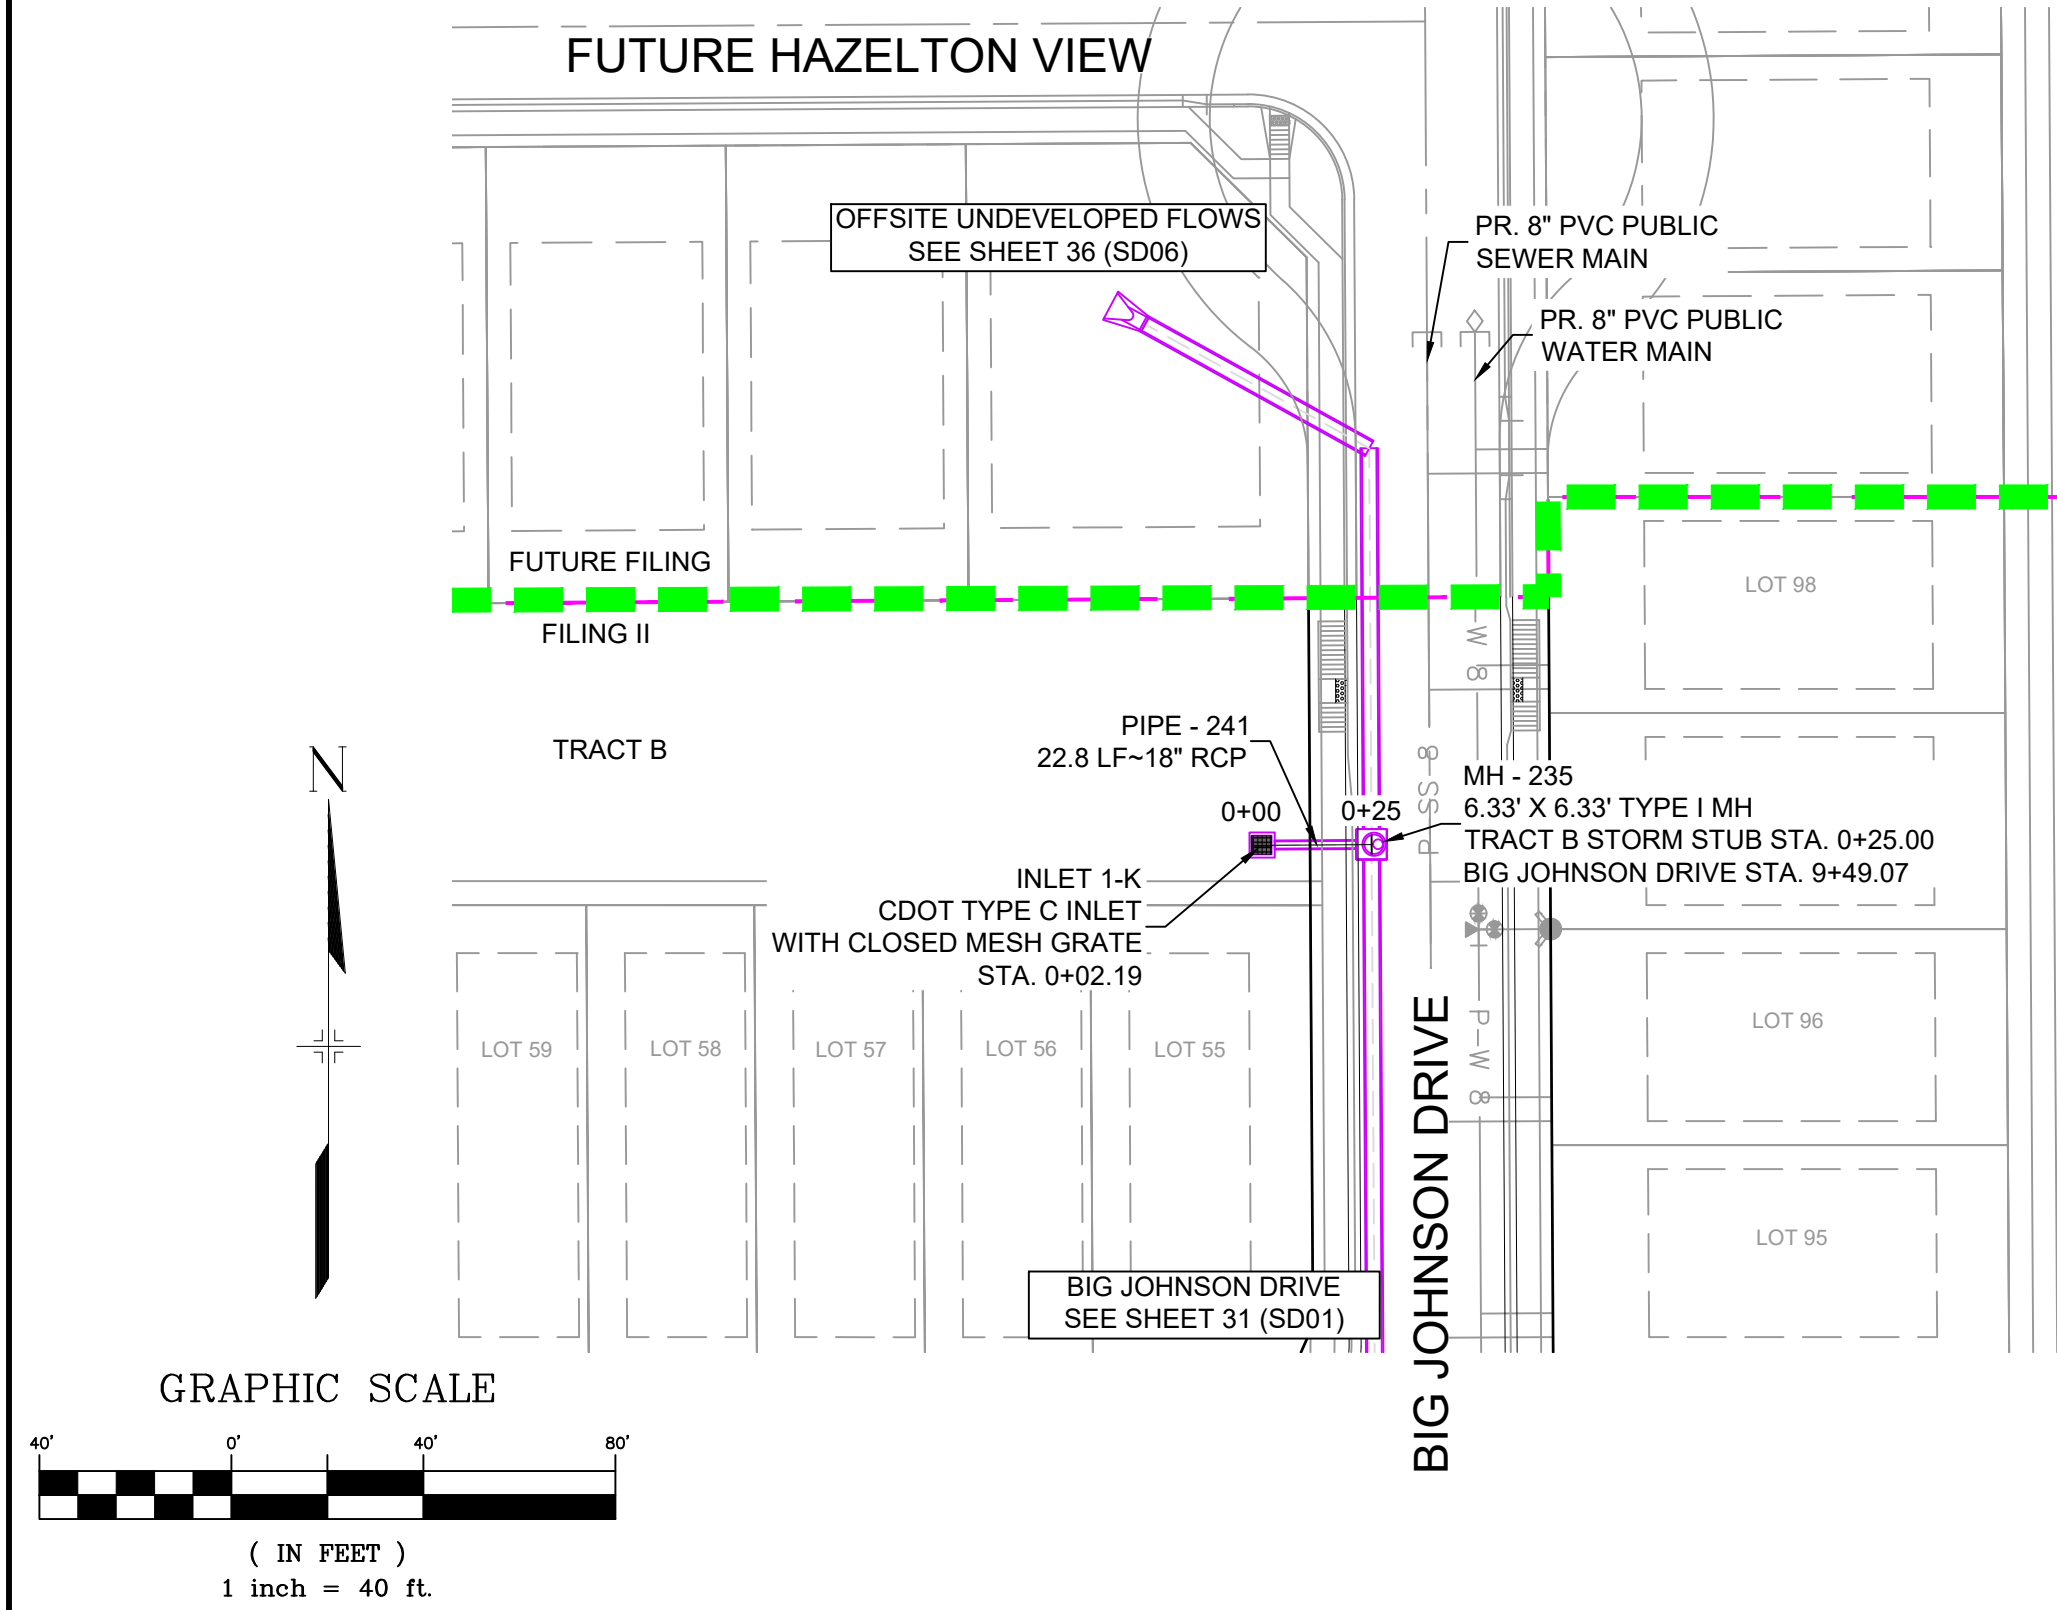 FUTURE HAZELTON VIEW
OFFSITE UNDEVELOPED FLOWS
SEE SHEET 36 (SD06)
PR. 8" PVC PUBLIC
SEWER MAIN
PR. 8" PVC PUBLIC
WATER MAIN
FUTURE FILING
FILING II
LOT 98
W 8
TRACT B
N
PIPE - 241
22.8 LF~18" RCP
P SS 8
0+00
0+25
MH - 235
6.33' X 6.33' TYPE I MH
TRACT B STORM STUB STA. 0+25.00
BIG JOHNSON DRIVE STA. 9+49.07
INLET 1-K
CDOT TYPE C INLET
WITH CLOSED MESH GRATE
STA. 0+02.19
LOT 59
LOT 58
LOT 57
LOT 56
LOT 55
P-W 8
LOT 96
LOT 95
BIG JOHNSON DRIVE
BIG JOHNSON DRIVE
SEE SHEET 31 (SD01)
GRAPHIC SCALE
40' 0' 40' 80'
( IN FEET )
1 inch = 40 ft.